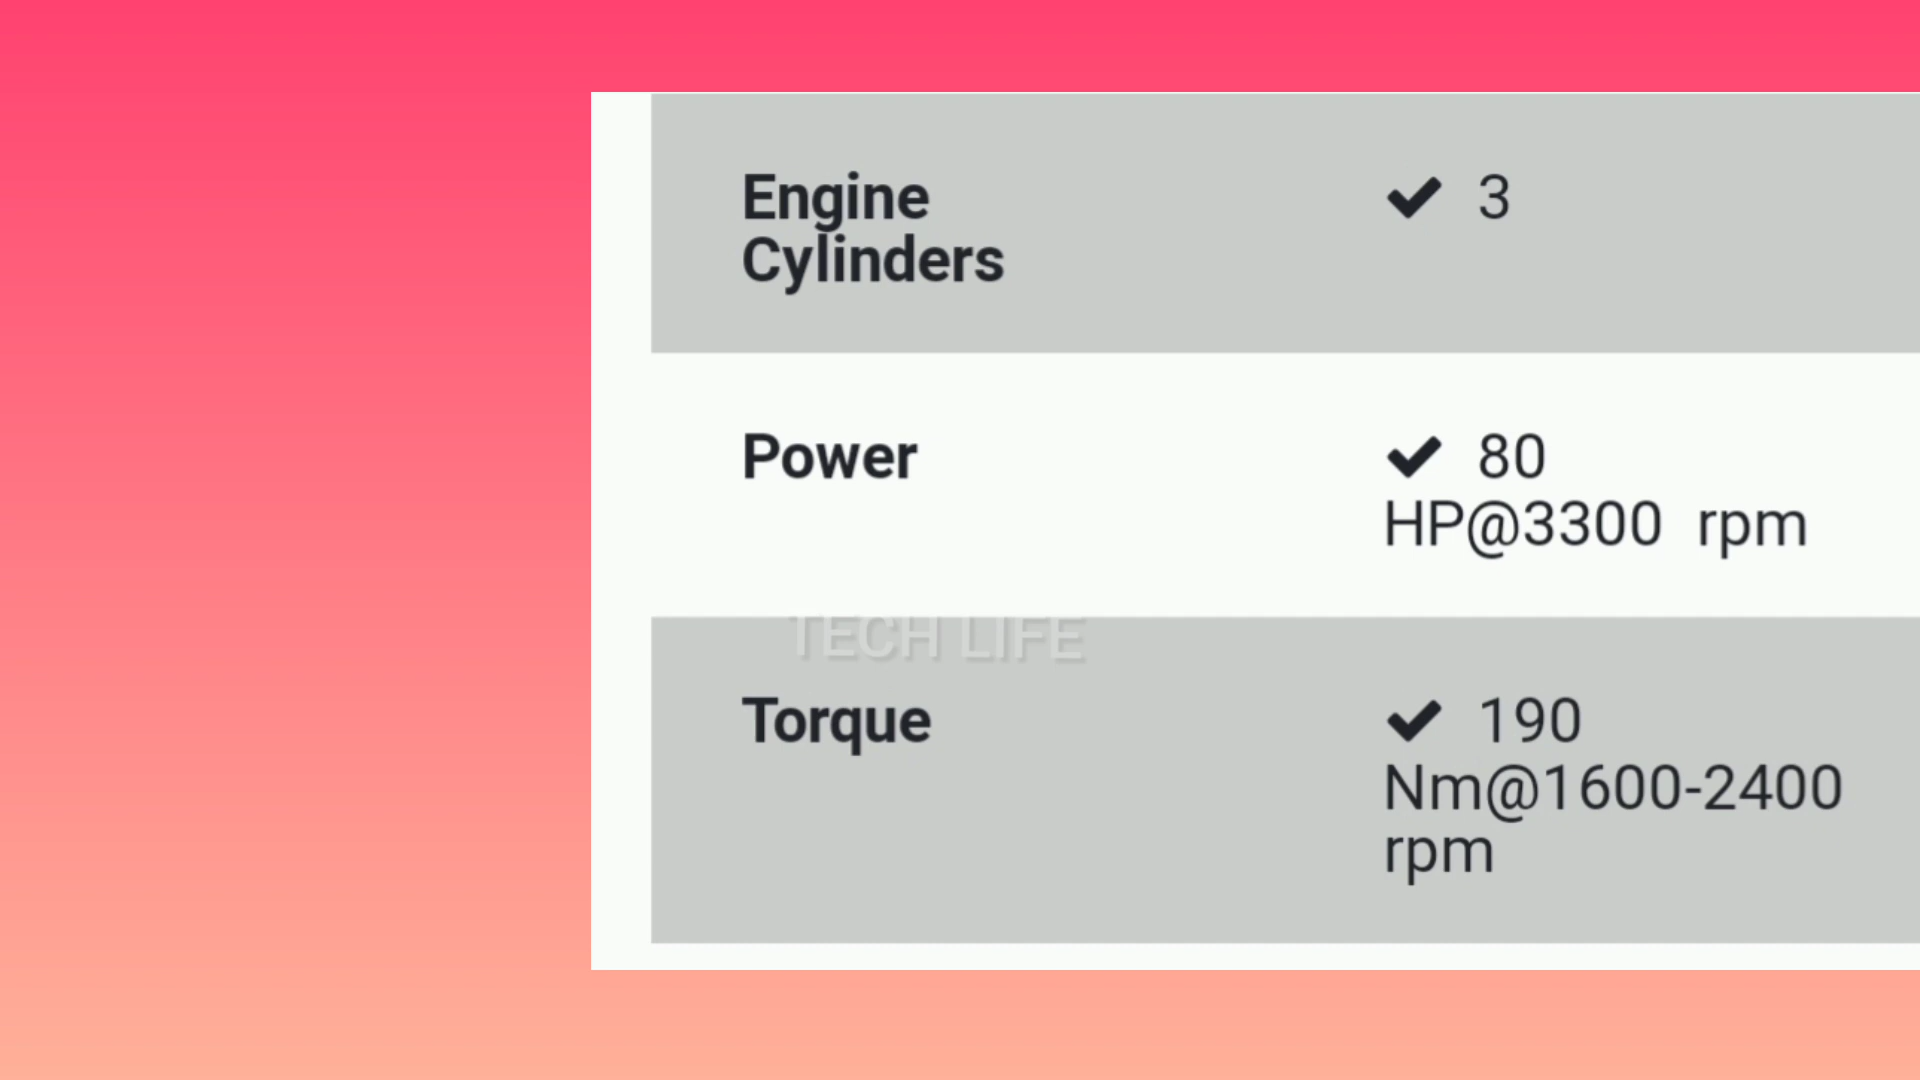 Engine
Cylinders
✔ 3
Power
✔ 80
HP@3300 rpm
TECH LIFE
Torque
✔ 190
Nm@1600-2400
rpm